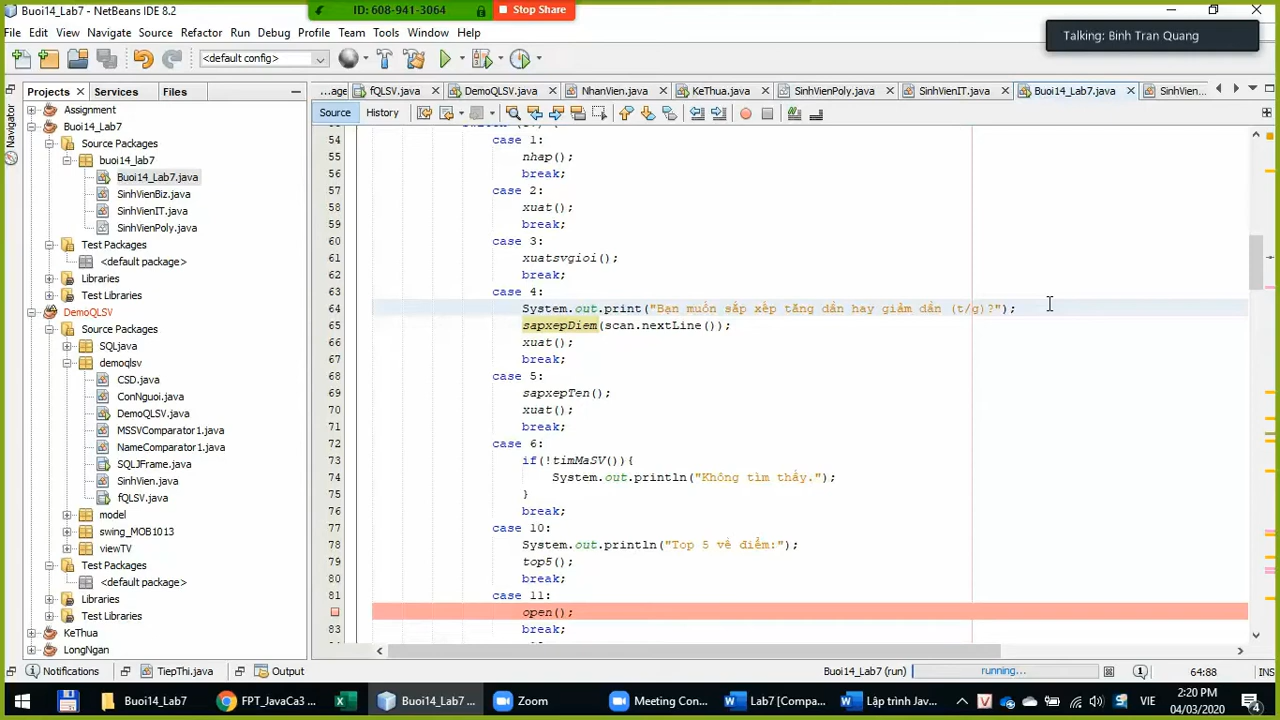 Buoi14_Lab7 - NetBeans IDE 8.2
ID: 608-941-3064
Stop Share
File Edit View Navigate Source Refactor Run Debug Profile Team Tools Window Help
Talking: Binh Tran Quang
<default config>
Projects Services Files
...age fQLSV.java DemoQLSV.java NhanVien.java KeThua.java SinhVienPoly.java SinhVienIT.java Buoi14_Lab7.java SinhVien...
Source History
Navigator
Assignment
Buoi14_Lab7
Source Packages
buoi14_lab7
Buoi14_Lab7.java
SinhVienBiz.java
SinhVienIT.java
SinhVienPoly.java
Test Packages
<default package>
Libraries
Test Libraries
DemoQLSV
Source Packages
SQLjava
demoqlsv
CSD.java
ConNguoi.java
DemoQLSV.java
MSSVComparator1.java
NameComparator1.java
SQLJFrame.java
SinhVien.java
fQLSV.java
model
swing_MOB1013
viewTV
Test Packages
<default package>
Libraries
Test Libraries
KeThua
LongNgan
54 case 1:
55 nhap();
56 break;
57 case 2:
58 xuat();
59 break;
60 case 3:
61 xuatsvgioi();
62 break;
63 case 4:
64 System.out.print("Bạn muốn sắp xếp tăng dần hay giảm dần (t/g)?");
65 sapxepDiem(scan.nextLine());
66 xuat();
67 break;
68 case 5:
69 sapxepTen();
70 xuat();
71 break;
72 case 6:
73 if(!timMaSV()){
74 System.out.println("Không tìm thấy.");
75 }
76 break;
77 case 10:
78 System.out.println("Top 5 về điểm:");
79 top5();
80 break;
81 case 11:
open();
83 break;
Notifications TiepThi.java Output
Buoi14_Lab7 (run) running... 1 64:88 INS
Buoi14_Lab7 FPT_JavaCa3 ... Buoi14_Lab7 ... Zoom Meeting Con... Lab7 [Compa... Lập trình Jav... VIE
2:20 PM
04/03/2020
4